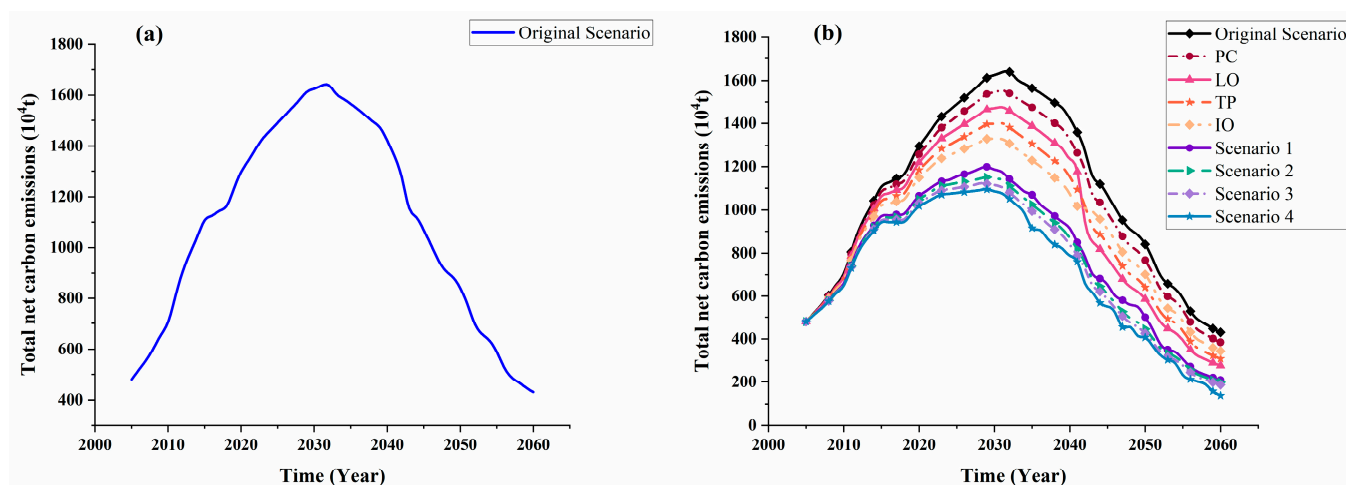 (a)
Original Scenario
Total net carbon emissions (10⁴t)
1800
1600
1400
1200
1000
800
600
400
2000
2010
2020
2030
2040
2050
2060
Time (Year)
(b)
Original Scenario
PC
LO
TP
IO
Scenario 1
Scenario 2
Scenario 3
Scenario 4
Total net carbon emissions (10⁴t)
1800
1600
1400
1200
1000
800
600
400
200
0
2000
2010
2020
2030
2040
2050
2060
Time (Year)